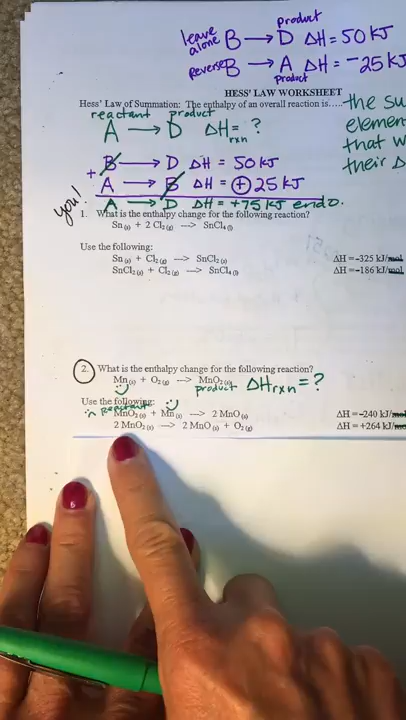 product
leave alone B → D ΔH = 50 kJ
reverse B → A ΔH = -25 kJ
product
HESS' LAW WORKSHEET
Hess' Law of Summation: The enthalpy of an overall reaction is…..the su
reactant product
elemen
A → D ΔH rxn = ?
that w
their Δ
B → D ΔH = 50 kJ
+ A → B ΔH = + 25 kJ
you! A → D ΔH = +75 kJ endo.
1. What is the enthalpy change for the following reaction?
Sn (s) + 2 Cl2 (g) ---> SnCl4 (l)
Use the following:
Sn (s) + Cl2 (g) ---> SnCl2 (s) ΔH = -325 kJ/mol
SnCl2 (s) + Cl2 (g) ---> SnCl4 (l) ΔH = -186 kJ/mol
2. What is the enthalpy change for the following reaction?
Mn (s) + O2 (g) ---> MnO2 (s) ΔH rxn = ?
product
Use the following:
reactant
MnO2 (s) + Mn (s) ---> 2 MnO (s) ΔH = -240 kJ/mol
2 MnO2 (s) ---> 2 MnO (s) + O2 (g) ΔH = +264 kJ/mol